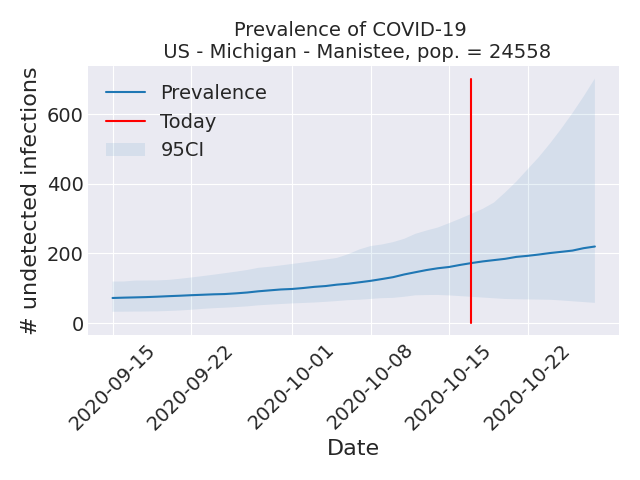 Prevalence of COVID-19
US - Michigan - Manistee, pop. = 24558
# undetected infections
600
400
200
0
Prevalence
Today
95CI
2020-09-15
2020-09-22
2020-10-01
2020-10-08
2020-10-15
2020-10-22
Date